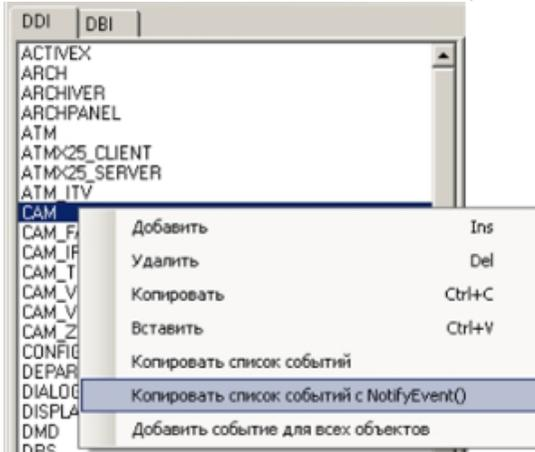 DDI DBI
ACTIVEX
ARCH
ARCHIVER
ARCHPANEL
ATM
ATMX25_CLIENT
ATMX25_SERVER
ATM_ITV
CAM
Добавить Ins
Удалить Del
Копировать Ctrl+C
Вставить Ctrl+V
Копировать список событий
Копировать список событий с NotifyEvent()
Добавить событие для всех объектов
DMD